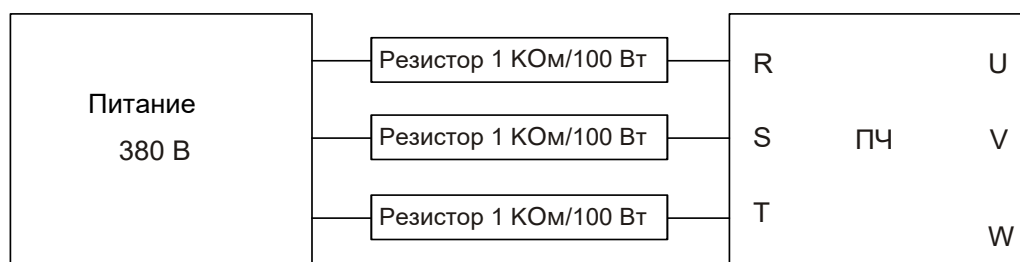 Резистор 1 КОм/100 Вт
R
U
Питание
380 В
Резистор 1 КОм/100 Вт
S
ПЧ
V
Резистор 1 КОм/100 Вт
T
W